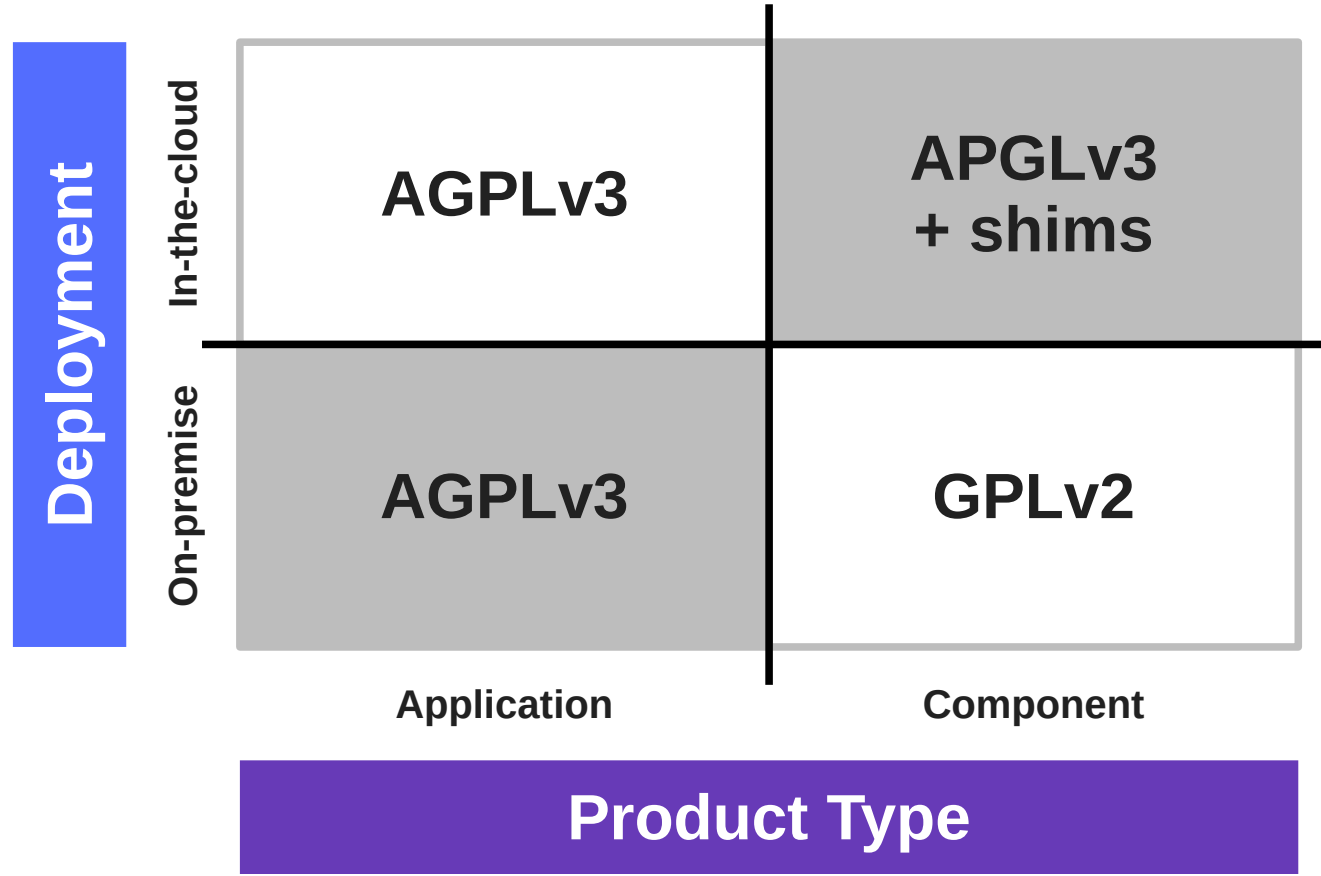 Deployment
In-the-cloud
AGPLv3
APGLv3
+ shims
On-premise
AGPLv3
GPLv2
Application
Component
Product Type